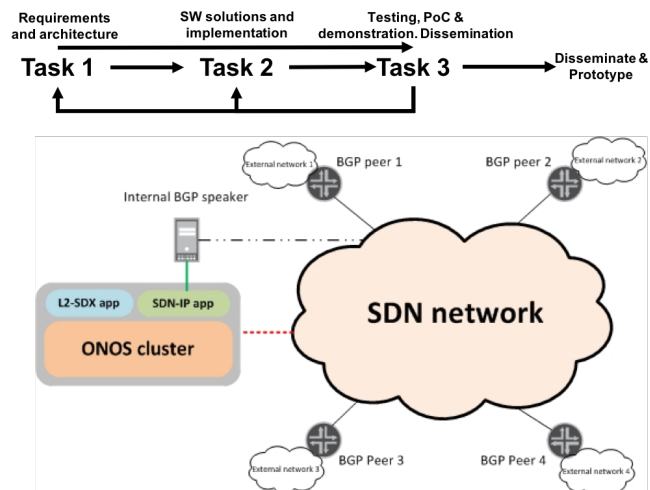 Requirements
and architecture
SW solutions and
implementation
Testing, PoC &
demonstration. Dissemination
Task 1
Task 2
Task 3
Disseminate &
Prototype
External network 1
BGP peer 1
BGP peer 2
External network 2
Internal BGP speaker
L2-SDX app
SDN-IP app
ONOS cluster
SDN network
External network 3
BGP Peer 3
BGP Peer 4
External network 4